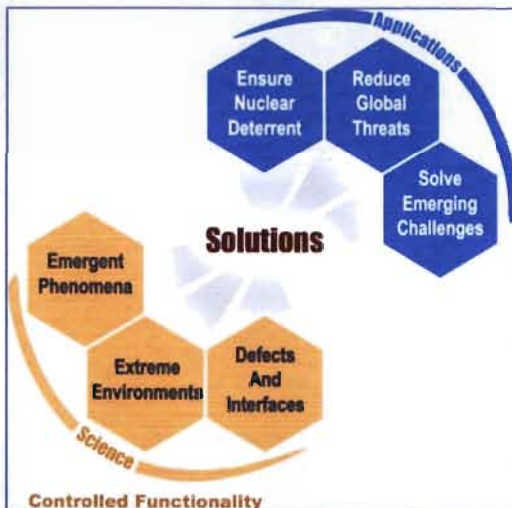 Applications
Ensure
Nuclear
Deterrent
Reduce
Global
Threats
Solve
Emerging
Challenges
Solutions
Emergent
Phenomena
Extreme
Environments
Defects
And
Interfaces
Science
Controlled Functionality